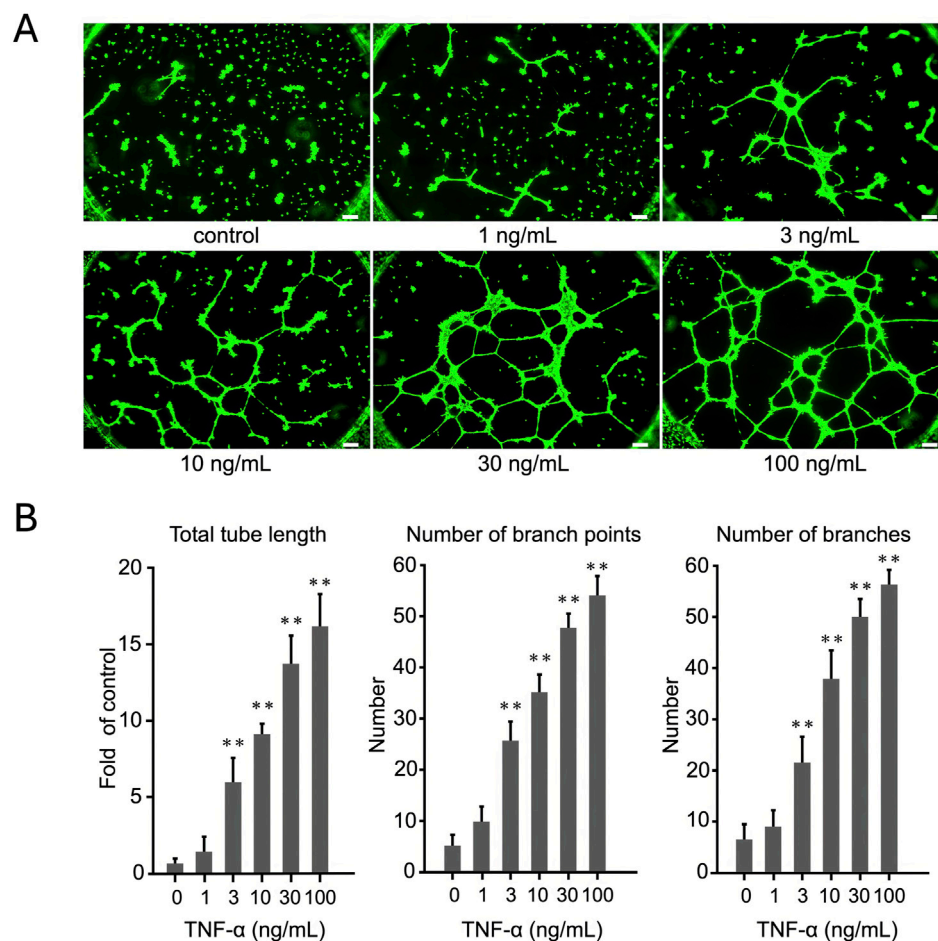 A
control
1 ng/mL
3 ng/mL
10 ng/mL
30 ng/mL
100 ng/mL
B
Total tube length
Fold of control
20
15
10
5
0
**
**
**
**
0 1 3 10 30 100
TNF-α (ng/mL)
Number of branch points
Number
60
50
40
30
20
10
0
**
**
**
**
0 1 3 10 30 100
TNF-α (ng/mL)
Number of branches
Number
60
50
40
30
20
10
0
**
**
**
**
0 1 3 10 30 100
TNF-α (ng/mL)